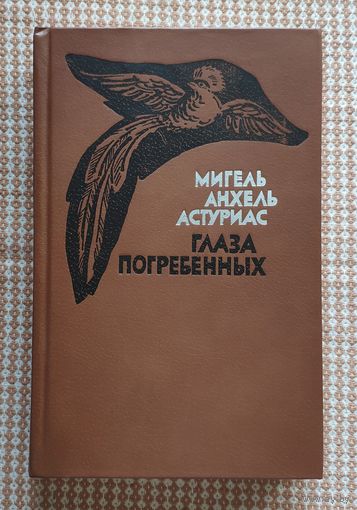 МИГЕЛЬ
АНХЕЛЬ
АСТУРИАС
ГЛАЗА
ПОГРЕБЕННЫХ